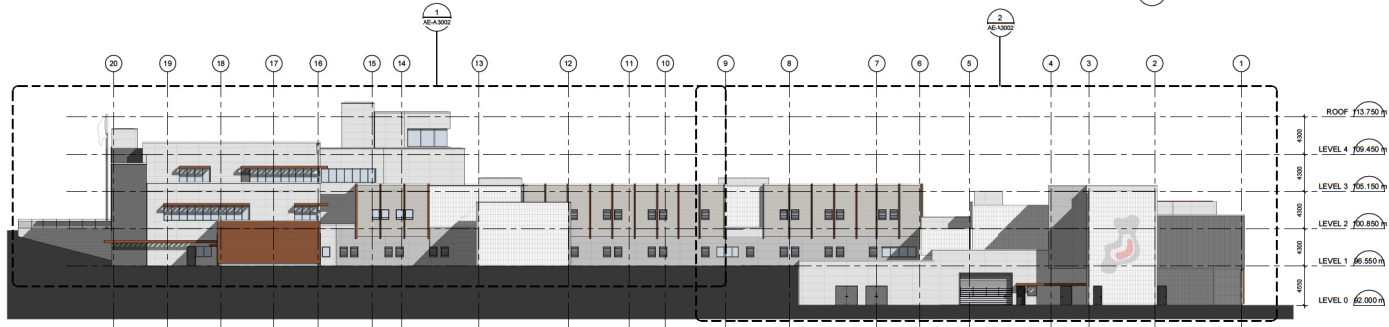 1
AE-A3002
2
AE-A3002
20 19 18 17 16 15 14 13 12 11 10 9 8 7 6 5 4 3 2 1
ROOF 113.750 m
4300
LEVEL 4 109.450 m
4300
LEVEL 3 105.150 m
4300
LEVEL 2 100.850 m
4300
LEVEL 1 96.550 m
4550
LEVEL 0 92.000 m